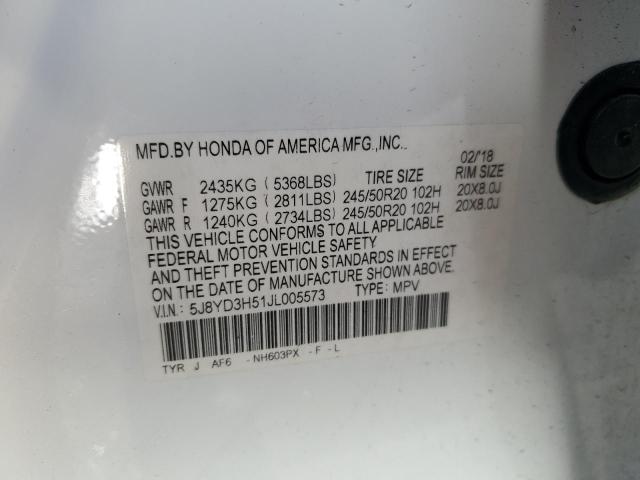 MFD.BY HONDA OF AMERICA MFG.,INC. 02/'18
GVWR 2435KG ( 5368LBS) TIRE SIZE RIM SIZE
GAWR F 1275KG ( 2811LBS) 245/50R20 102H 20X8.0J
GAWR R 1240KG ( 2734LBS) 245/50R20 102H 20X8.0J
THIS VEHICLE CONFORMS TO ALL APPLICABLE
FEDERAL MOTOR VEHICLE SAFETY
AND THEFT PREVENTION STANDARDS IN EFFECT
ON THE DATE OF MANUFACTURE SHOWN ABOVE.
V.I.N.: 5J8YD3H51JL005573 TYPE: MPV
TYR J AF6 -NH603PX -F -L